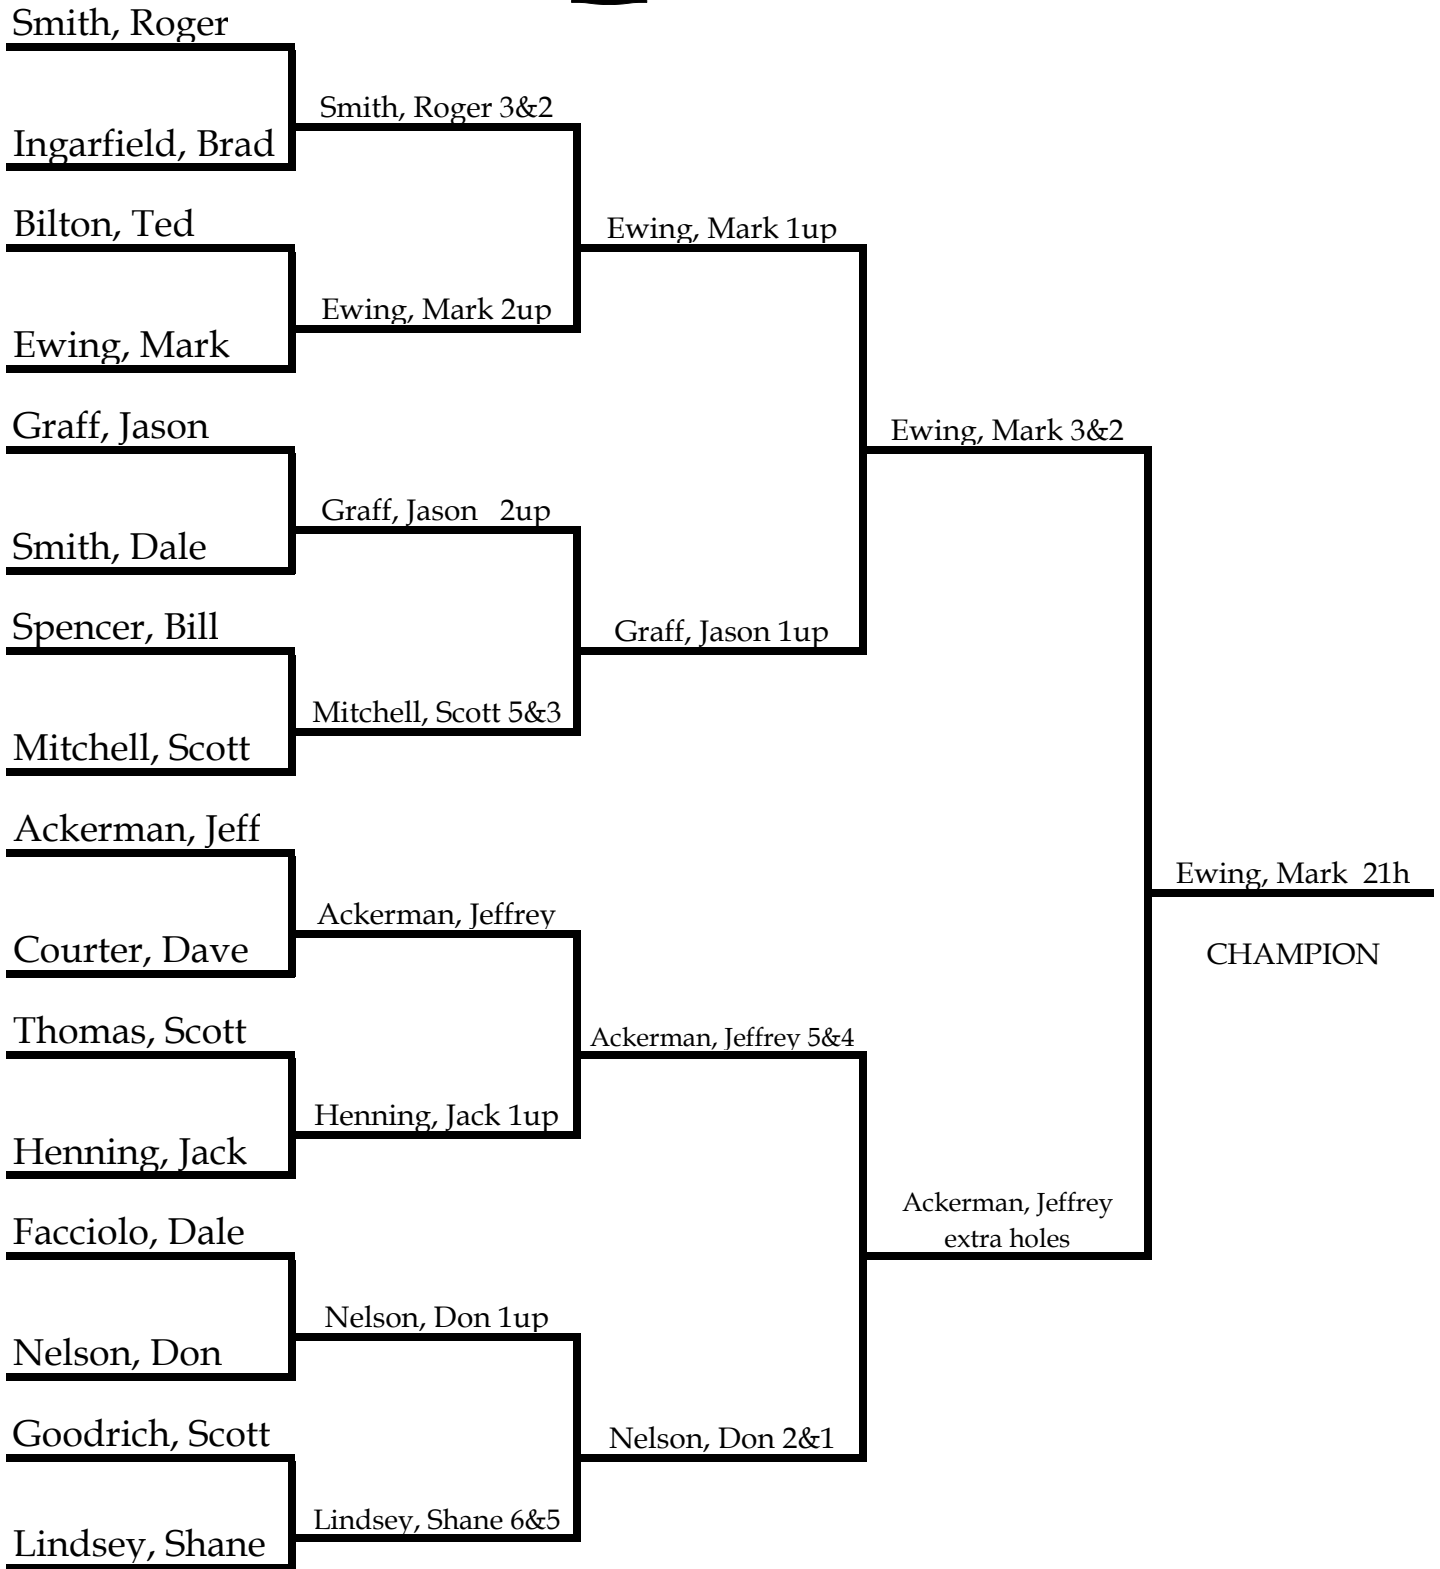 Smith, Roger
Smith, Roger 3&2
Ingarfield, Brad
Bilton, Ted
Ewing, Mark 1up
Ewing, Mark 2up
Ewing, Mark
Graff, Jason
Ewing, Mark 3&2
Graff, Jason 2up
Smith, Dale
Spencer, Bill
Graff, Jason 1up
Mitchell, Scott 5&3
Mitchell, Scott
Ackerman, Jeff
Ewing, Mark 21h
Ackerman, Jeffrey
Courter, Dave
CHAMPION
Thomas, Scott
Ackerman, Jeffrey 5&4
Henning, Jack 1up
Henning, Jack
Ackerman, Jeffrey
extra holes
Facciolo, Dale
Nelson, Don 1up
Nelson, Don
Goodrich, Scott
Nelson, Don 2&1
Lindsey, Shane 6&5
Lindsey, Shane